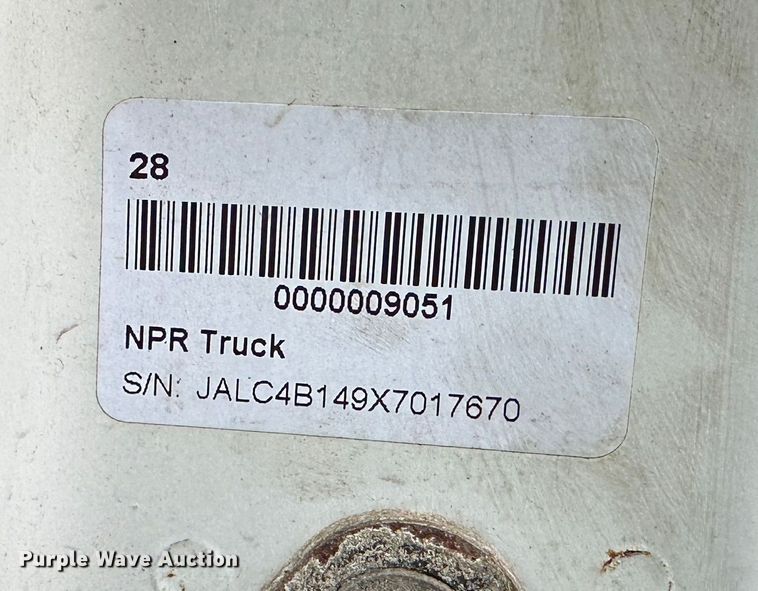 28
0000009051
NPR Truck
S/N: JALC4B149X7017670
Purple Wave Auction